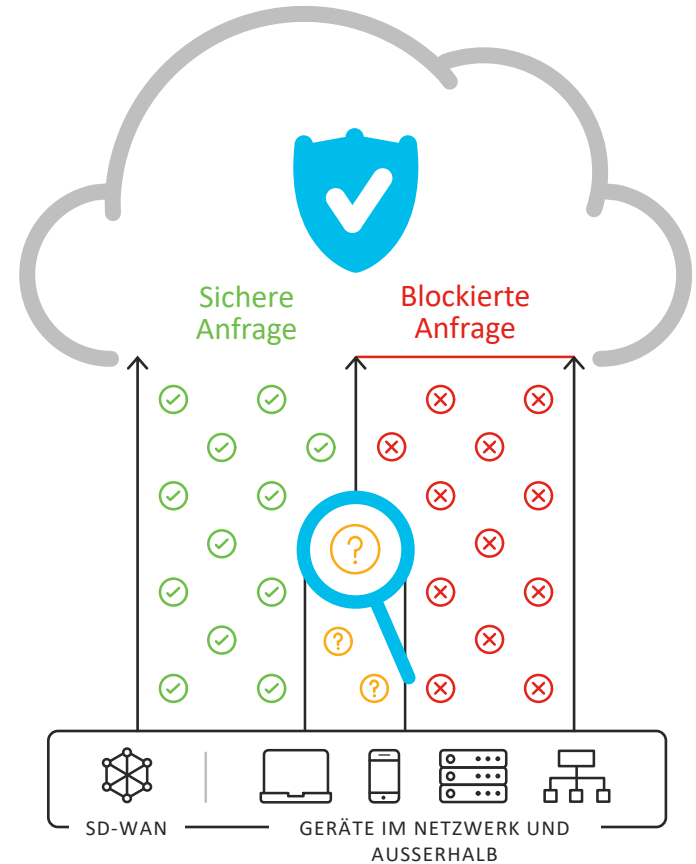 Sichere
Anfrage
Blockierte
Anfrage
?
?
?
SD-WAN
GERÄTE IM NETZWERK UND
AUSSERHALB